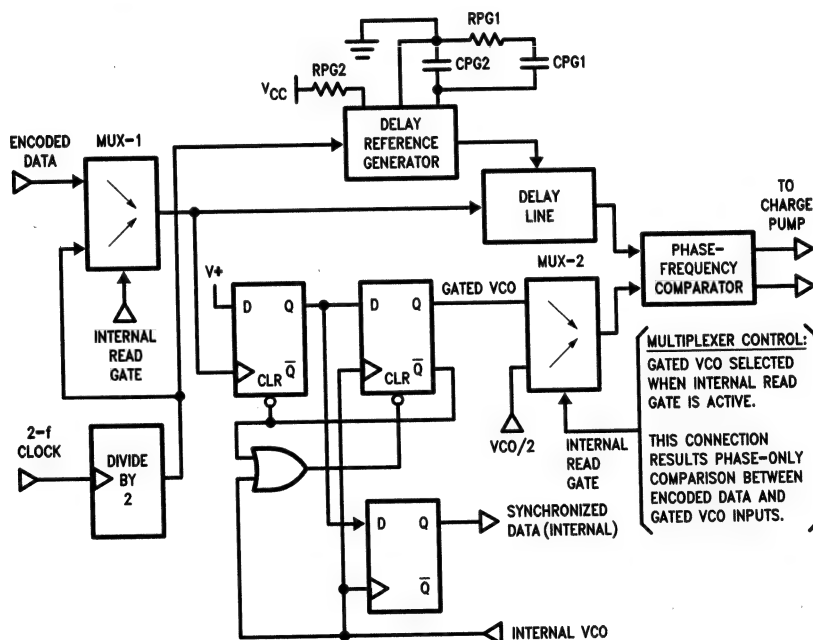 RPG1
RPG2
CPG2
CPG1
VCC
ENCODED
DATA
MUX-1
DELAY
REFERENCE
GENERATOR
DELAY
LINE
TO
CHARGE
PUMP
PHASE-
FREQUENCY
COMPARATOR
MUX-2
V+
D
Q
Q̅
CLR
D
Q
Q̅
CLR
GATED VCO
INTERNAL
READ
GATE
VCO/2
INTERNAL
READ
GATE
MULTIPLEXER CONTROL:
GATED VCO SELECTED
WHEN INTERNAL READ
GATE IS ACTIVE.
THIS CONNECTION
RESULTS PHASE-ONLY
COMPARISON BETWEEN
ENCODED DATA AND
GATED VCO INPUTS.
2-f
CLOCK
DIVIDE
BY
2
D
Q
Q̅
SYNCHRONIZED
DATA (INTERNAL)
INTERNAL VCO